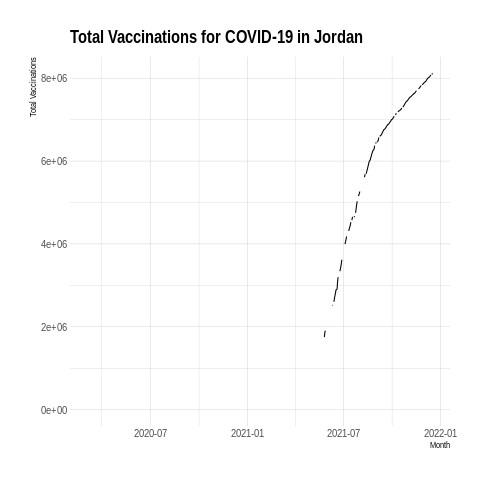 Total Vaccinations for COVID-19 in Jordan
Total Vaccinations
8e+06
6e+06
4e+06
2e+06
0e+00
2020-07 2021-01 2021-07 2022-01
Month